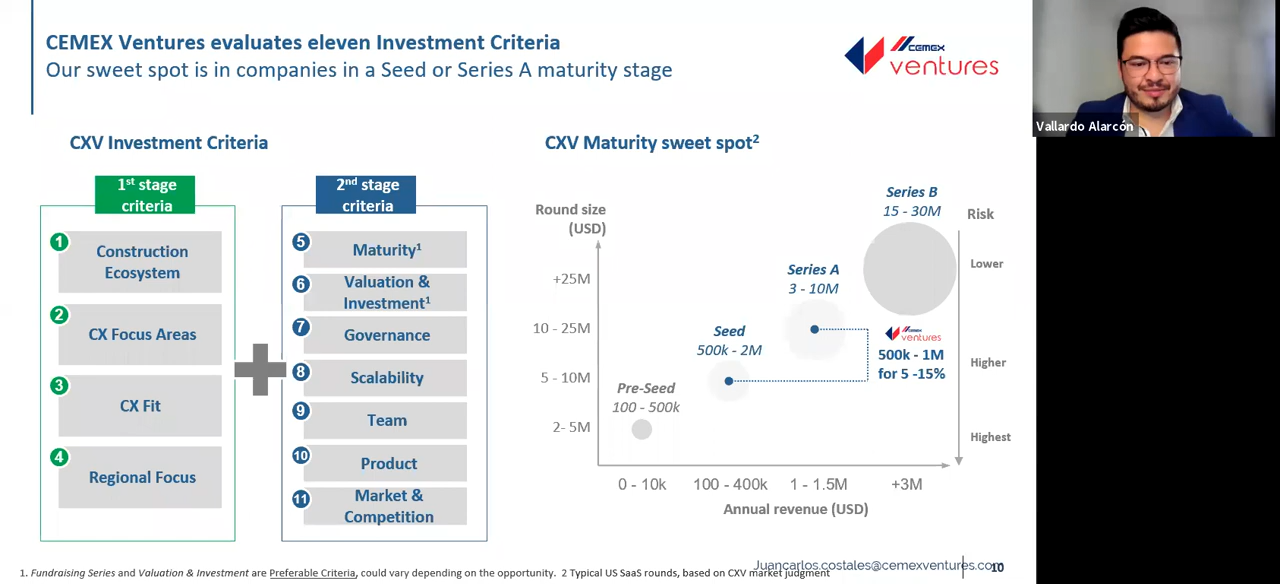 CEMEX Ventures evaluates eleven Investment Criteria
Our sweet spot is in companies in a Seed or Series A maturity stage
CEMEX
ventures
Vallardo Alarcón
CXV Investment Criteria
1st stage
criteria
1
Construction
Ecosystem
2
CX Focus Areas
3
CX Fit
4
Regional Focus
2nd stage
criteria
5
Maturity¹
6
Valuation &
Investment¹
7
Governance
8
Scalability
9
Team
10
Product
11
Market &
Competition
CXV Maturity sweet spot²
Round size
(USD)
+25M
10 - 25M
5 - 10M
2- 5M
Pre-Seed
100 - 500k
Seed
500k - 2M
Series A
3 - 10M
Series B
15 - 30M
CEMEX
ventures
500k - 1M
for 5 -15%
Risk
Lower
Higher
Highest
0 - 10k
100 - 400k
1 - 1.5M
+3M
Annual revenue (USD)
1. Fundraising Series and Valuation & Investment are Preferable Criteria, could vary depending on the opportunity. 2 Typical US SaaS rounds, based on CXV market judgment
Juancarlos.costales@cemexventures.com
10